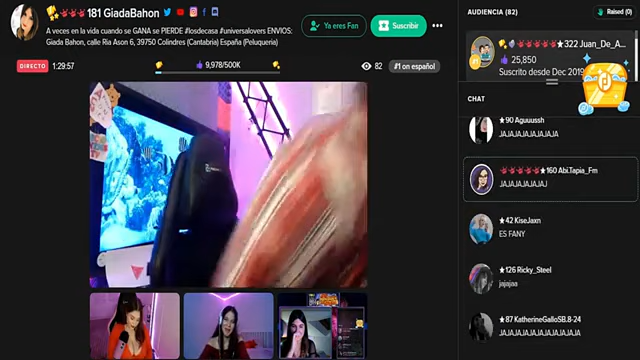 181 GiadaBahon
A veces en la vida cuando se GANA se PIERDE #losdecasa #universalovers ENVIOS:
Giada Bahon, calle Ria Ason 6, 39750 Colindres (Cantabria) España (Peluqueria)
Ya eres Fan
Suscribir
DIRECTO 1:29:57
9,978/500K
82
#1 on español
AUDIENCIA (82)
Raised (0)
322 Juan_De_A...
25,850
Suscrito desde Dec 2019
CHAT
90 Aguuussh
JAJAJAJAJAJAJA
160 Abi.Tapia_Fm
JAJAJAJAJAJ
42 KiseJaxn
ES FANY
126 Ricky_Steel
jajajaa
87 KatherineGalloSB.8-24
JAJAJAJAJAJAJAJAJAJAJA